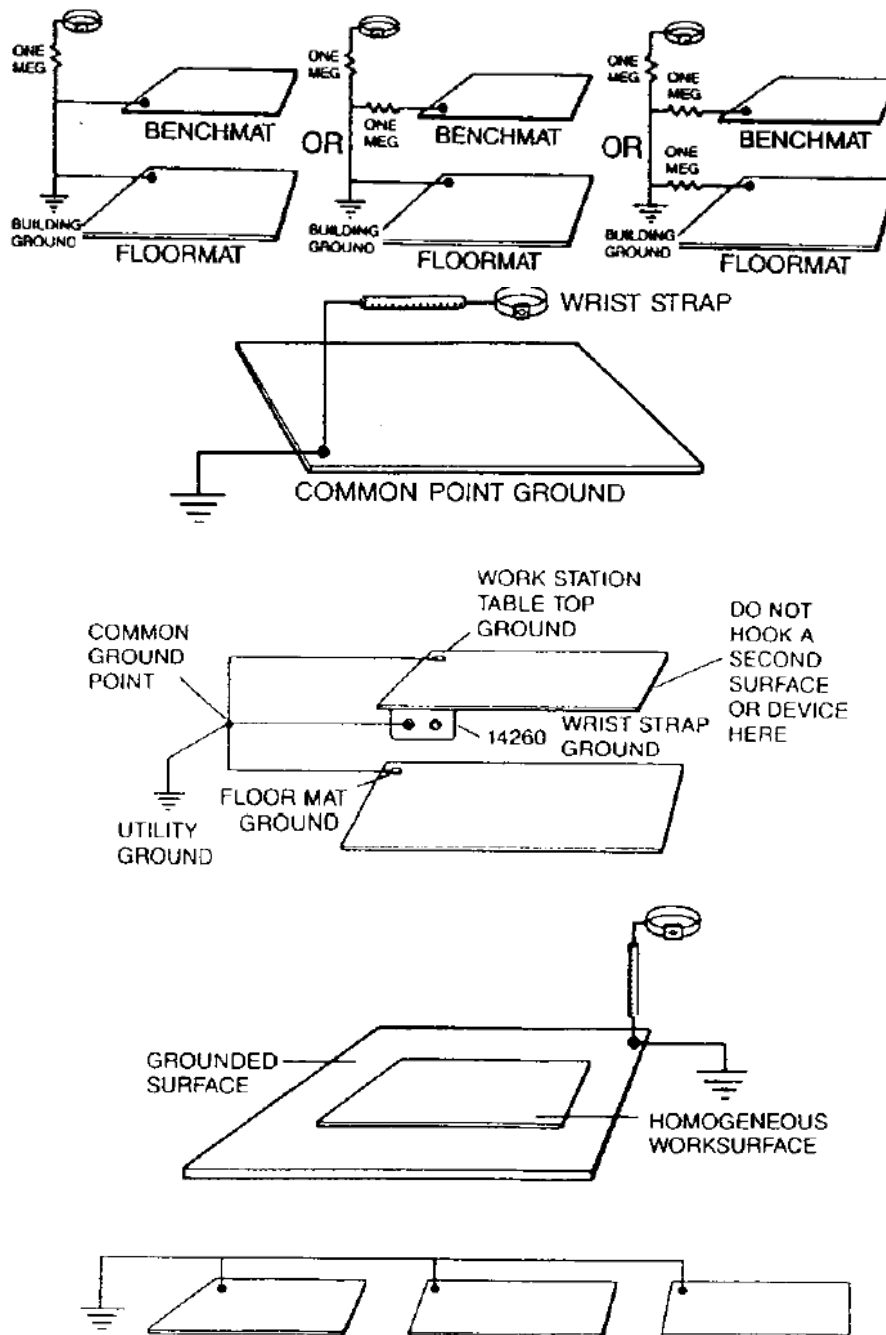 ONE
MEG
BENCHMAT
BUILDING
GROUND
FLOORMAT
OR
ONE
MEG
ONE
MEG
BENCHMAT
BUILDING
GROUND
FLOORMAT
OR
ONE
MEG
ONE
MEG
BENCHMAT
ONE
MEG
BUILDING
GROUND
FLOORMAT
WRIST STRAP
COMMON POINT GROUND
WORK STATION
TABLE TOP
GROUND
COMMON
GROUND
POINT
DO NOT
HOOK A
SECOND
SURFACE
OR DEVICE
HERE
14260
WRIST STRAP
GROUND
FLOOR MAT
GROUND
UTILITY
GROUND
GROUNDED
SURFACE
HOMOGENEOUS
WORKSURFACE